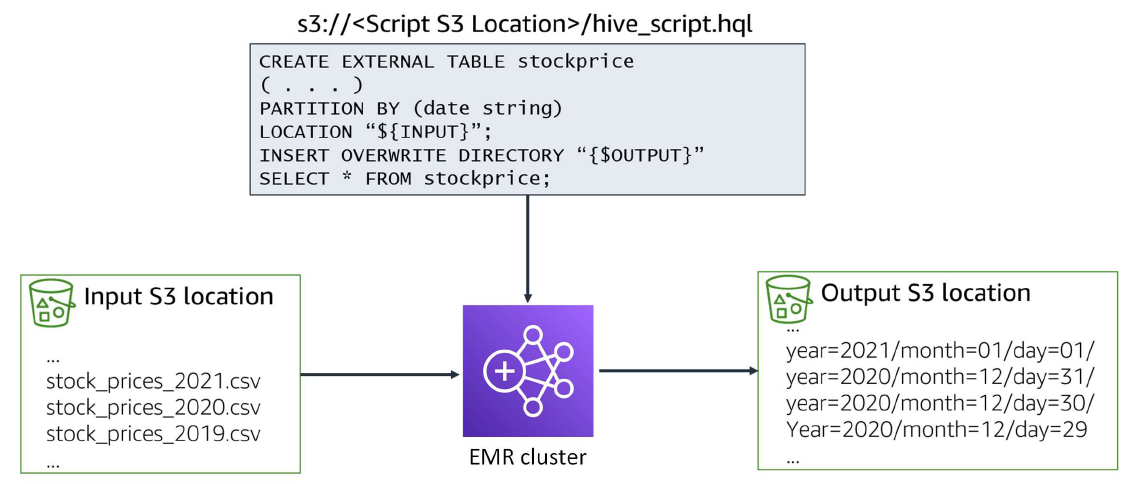 s3://<Script S3 Location>/hive_script.hql
CREATE EXTERNAL TABLE stockprice
( . . . )
PARTITION BY (date string)
LOCATION “${INPUT}”;
INSERT OVERWRITE DIRECTORY “{$OUTPUT}”
SELECT * FROM stockprice;
Input S3 location
...
stock_prices_2021.csv
stock_prices_2020.csv
stock_prices_2019.csv
...
EMR cluster
Output S3 location
...
year=2021/month=01/day=01/
year=2020/month=12/day=31/
year=2020/month=12/day=30/
Year=2020/month=12/day=29
...